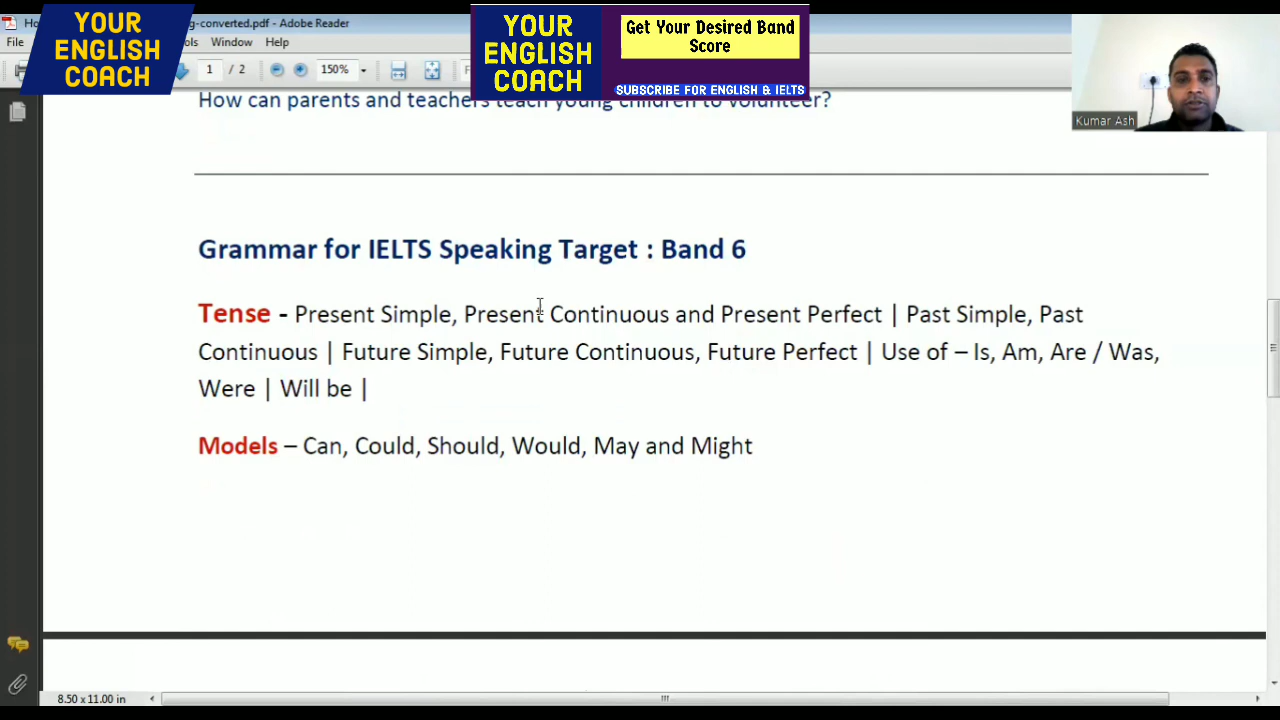 YOUR
ENGLISH
COACH
g-converted.pdf - Adobe Reader
YOUR
ENGLISH
COACH
Get Your Desired Band
Score
SUBSCRIBE FOR ENGLISH & IELTS
File
Window Help
1 / 2 150%
Kumar Ash
How can parents and teachers teach young children to volunteer?
Grammar for IELTS Speaking Target : Band 6
Tense - Present Simple, Present Continuous and Present Perfect | Past Simple, Past
Continuous | Future Simple, Future Continuous, Future Perfect | Use of – Is, Am, Are / Was,
Were | Will be |
Models – Can, Could, Should, Would, May and Might
8.50 x 11.00 in